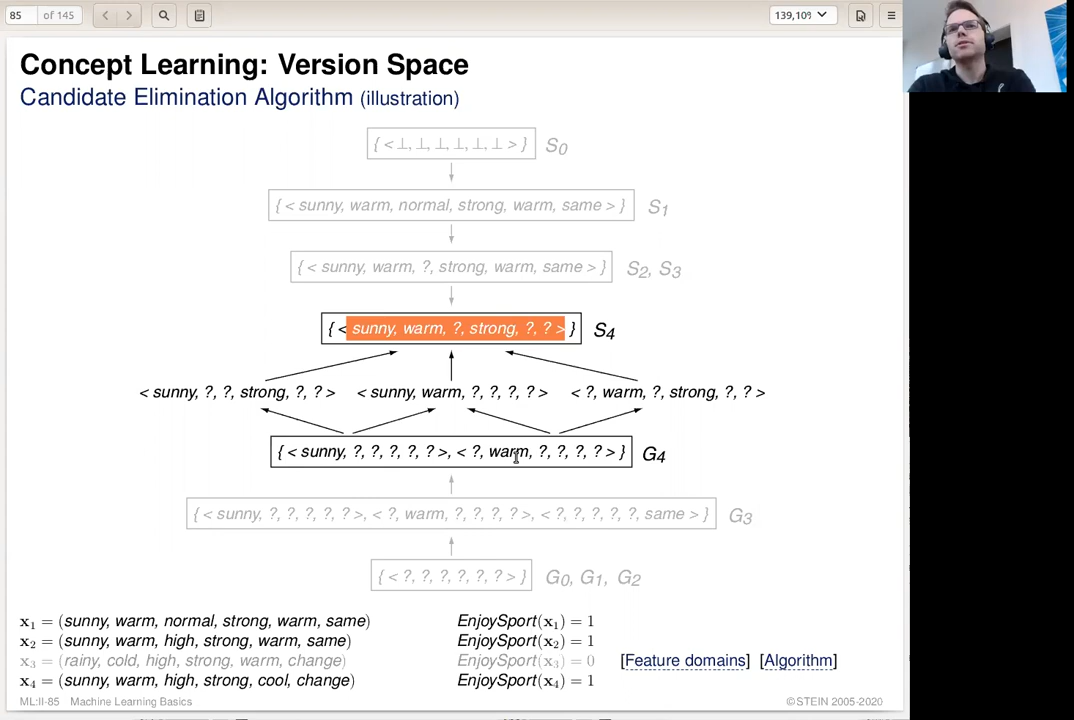 85 of 145 139,10%
Concept Learning: Version Space
Candidate Elimination Algorithm (illustration)
{ < ⊥, ⊥, ⊥, ⊥, ⊥, ⊥ > } S0
{ < sunny, warm, normal, strong, warm, same > } S1
{ < sunny, warm, ?, strong, warm, same > } S2, S3
{ < sunny, warm, ?, strong, ?, ? > } S4
< sunny, ?, ?, strong, ?, ? > < sunny, warm, ?, ?, ?, ? > < ?, warm, ?, strong, ?, ? >
{ < sunny, ?, ?, ?, ?, ? >, < ?, warm, ?, ?, ?, ? > } G4
{ < sunny, ?, ?, ?, ?, ? >, < ?, warm, ?, ?, ?, ? >, < ?, ?, ?, ?, ?, same > } G3
{ < ?, ?, ?, ?, ?, ? > } G0, G1, G2
x1 = (sunny, warm, normal, strong, warm, same) EnjoySport(x1) = 1
x2 = (sunny, warm, high, strong, warm, same) EnjoySport(x2) = 1
x3 = (rainy, cold, high, strong, warm, change) EnjoySport(x3) = 0 [Feature domains] [Algorithm]
x4 = (sunny, warm, high, strong, cool, change) EnjoySport(x4) = 1
ML:II-85 Machine Learning Basics ©STEIN 2005-2020